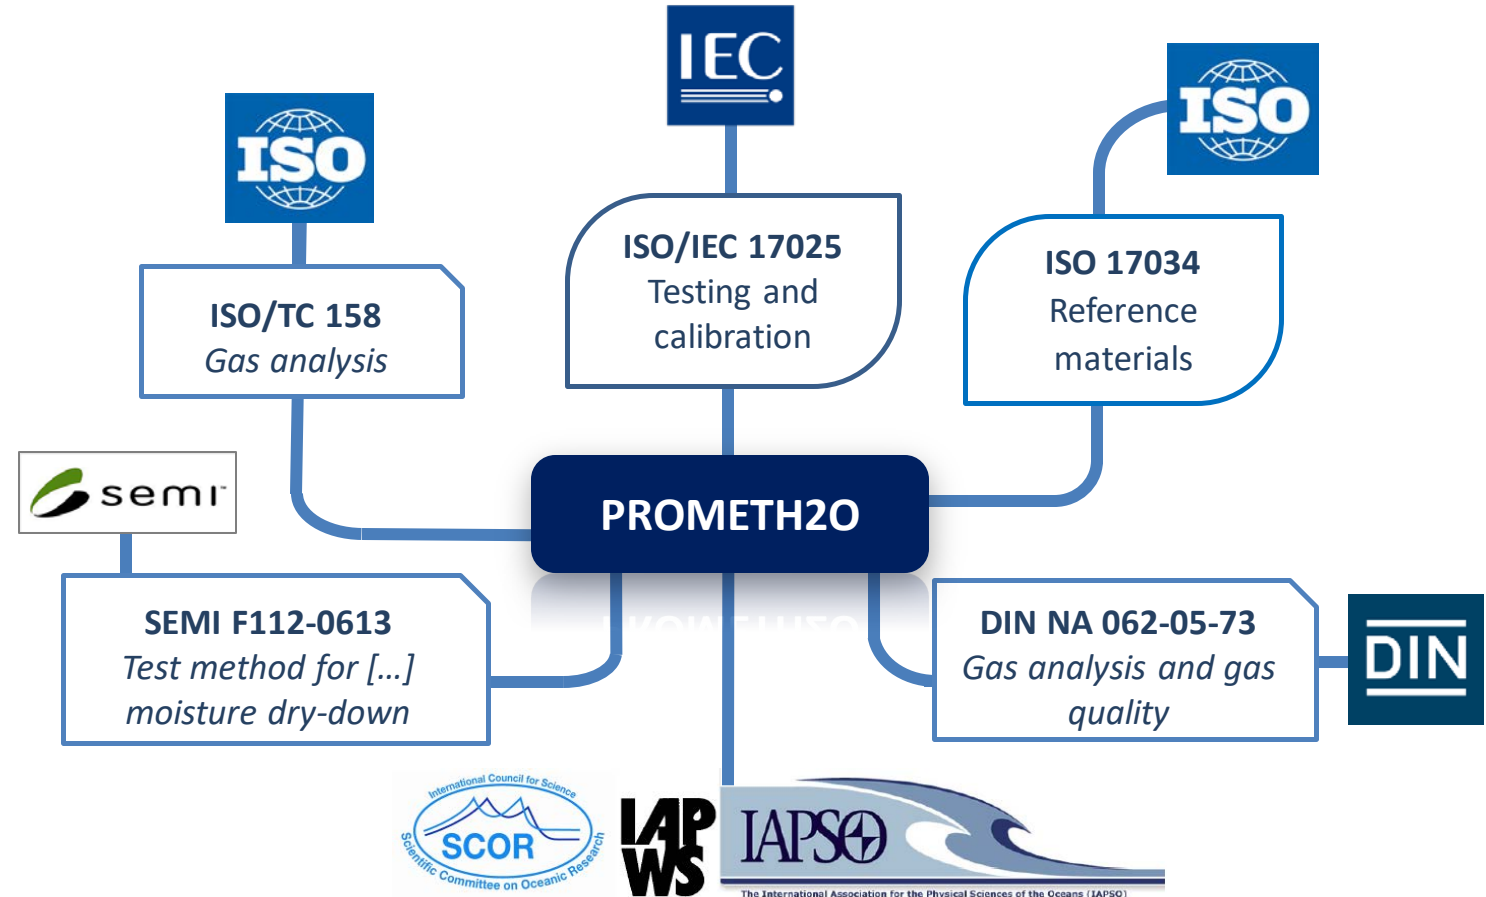 IEC
ISO
ISO
ISO/IEC 17025
Testing and
calibration
ISO 17034
Reference
materials
ISO/TC 158
Gas analysis
semi™
PROMETH2O
SEMI F112-0613
Test method for [...]
moisture dry-down
DIN NA 062-05-73
Gas analysis and gas
quality
DIN
International Council for Science
SCOR
Scientific Committee on Oceanic Research
IAP
WS
IAPSO
The International Association for the Physical Sciences of the Oceans (IAPSO)